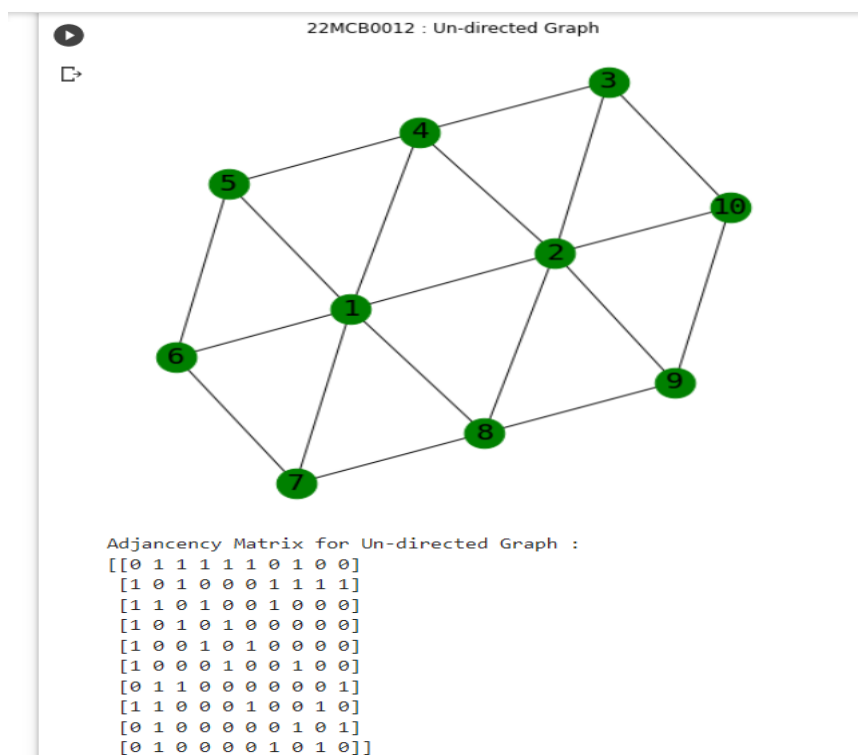 22MCB0012 : Un-directed Graph
3
4
5
10
2
1
6
9
8
7
Adjancency Matrix for Un-directed Graph :
[[0 1 1 1 1 1 0 1 0 0]
[1 0 1 0 0 0 1 1 1 1]
[1 1 0 1 0 0 1 0 0 0]
[1 0 1 0 1 0 0 0 0 0]
[1 0 0 1 0 1 0 0 0 0]
[1 0 0 0 1 0 0 1 0 0]
[0 1 1 0 0 0 0 0 0 1]
[1 1 0 0 0 1 0 0 1 0]
[0 1 0 0 0 0 0 1 0 1]
[0 1 0 0 0 0 1 0 1 0]]